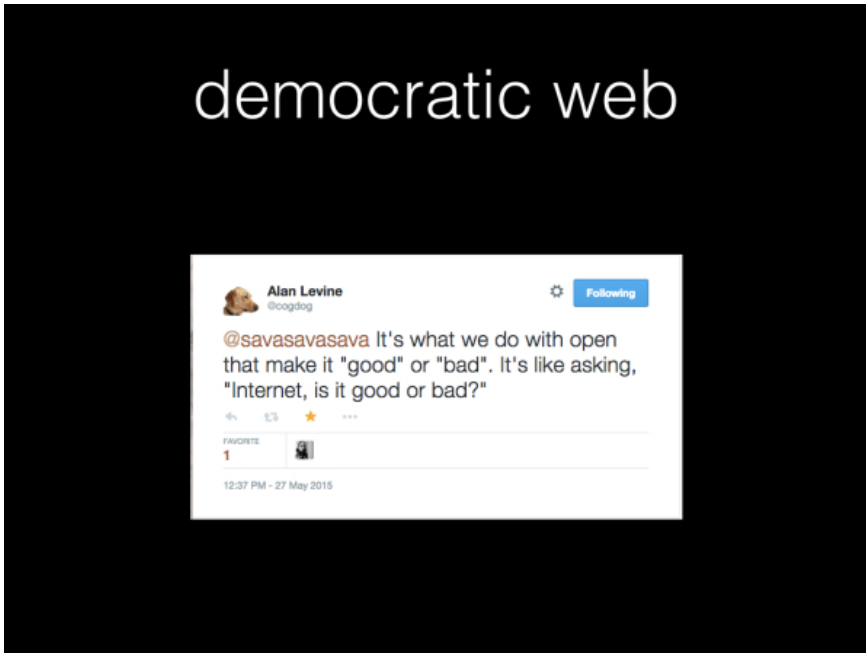 democratic web
Alan Levine
@cogdog
Following
@savasavasava It's what we do with open
that make it "good" or "bad". It's like asking,
"Internet, is it good or bad?"
FAVORITE
1
12:37 PM - 27 May 2015